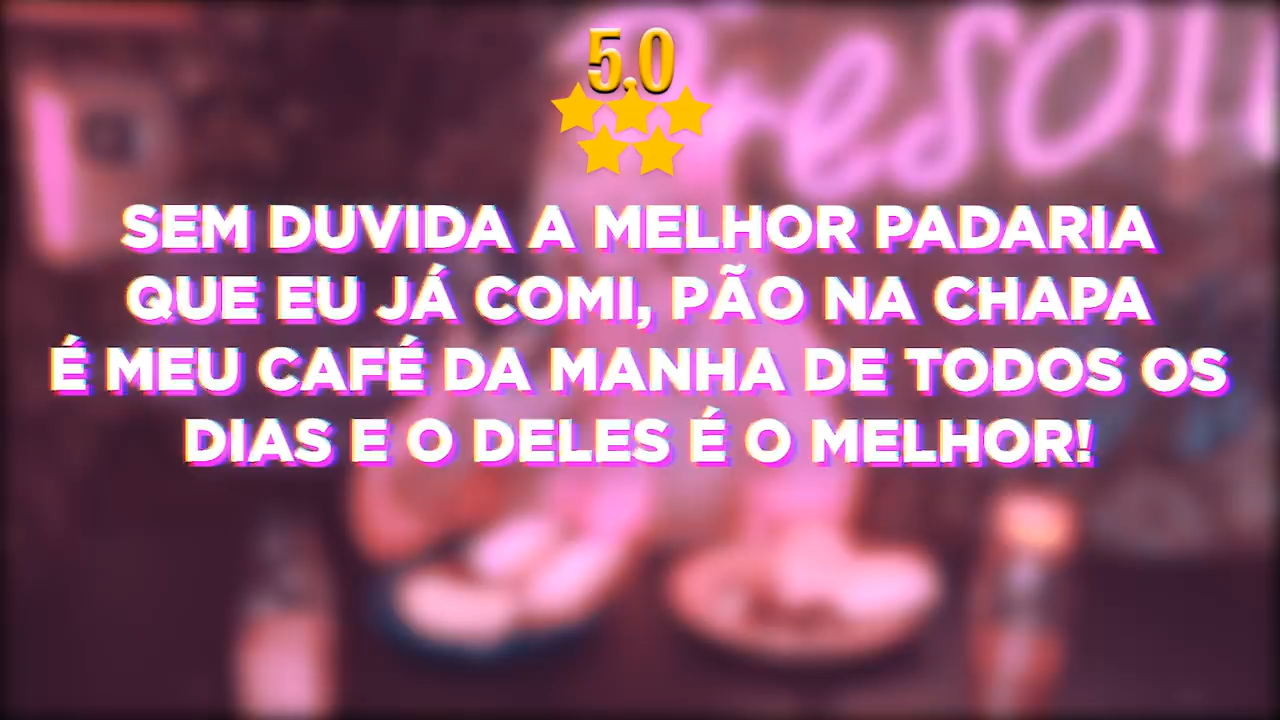 5.0
SEM DUVIDA A MELHOR PADARIA
QUE EU JÁ COMI, PÃO NA CHAPA
É MEU CAFÉ DA MANHA DE TODOS OS
DIAS E O DELES É O MELHOR!